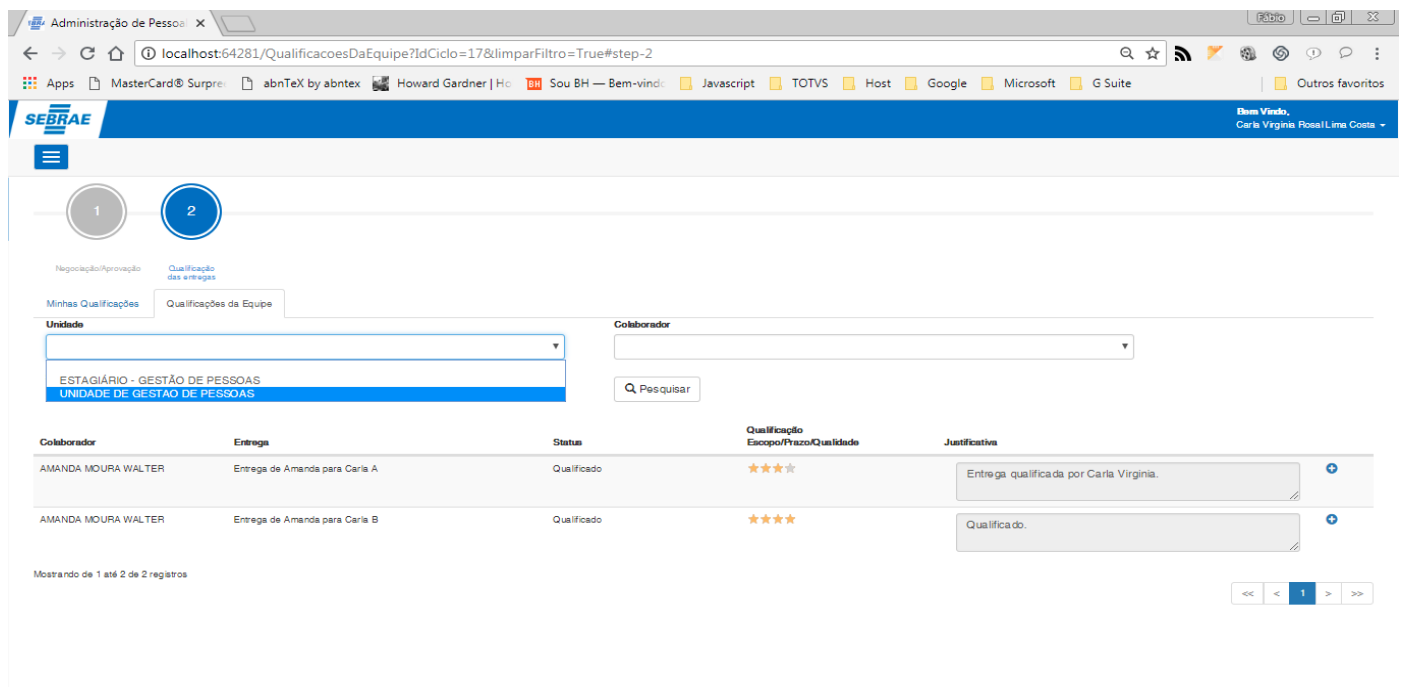 Administração de Pessoal
Fábio
localhost:64281/QualificacoesDaEquipe?IdCiclo=17&limparFiltro=True#step-2
Apps MasterCard® Surpre abnTeX by abntex Howard Gardner | Ho BH Sou BH — Bem-vindo Javascript TOTVS Host Google Microsoft G Suite Outros favoritos
SEBRAE
Bem Vindo,
Carla Virginia Rosal Lima Costa
1 2
Negociação/Aprovação Qualificação
das entregas
Minhas Qualificações Qualificações da Equipe
Unidade Colaborador
ESTAGIÁRIO - GESTÃO DE PESSOAS
UNIDADE DE GESTAO DE PESSOAS
Pesquisar
Colaborador Entrega Status Qualificação Escopo/Prazo/Qualidade Justificativa
AMANDA MOURA WALTER Entrega de Amanda para Carla A Qualificado Entrega qualificada por Carla Virginia.
AMANDA MOURA WALTER Entrega de Amanda para Carla B Qualificado Qualificado.
Mostrando de 1 até 2 de 2 registros
<< < 1 > >>